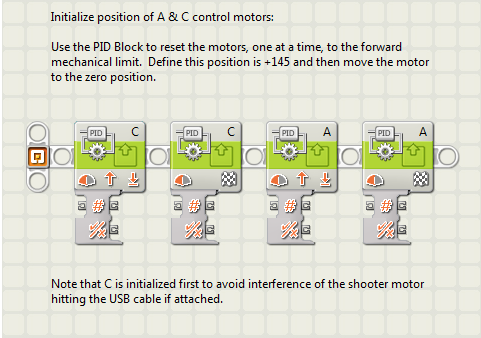 Initialize position of A & C control motors:
Use the PID Block to reset the motors, one at a time, to the forward
mechanical limit.  Define this position is +145 and then move the motor
to the zero position.
PID C PID C PID A PID A
# # # #
Note that C is initialized first to avoid interference of the shooter motor
hitting the USB cable if attached.